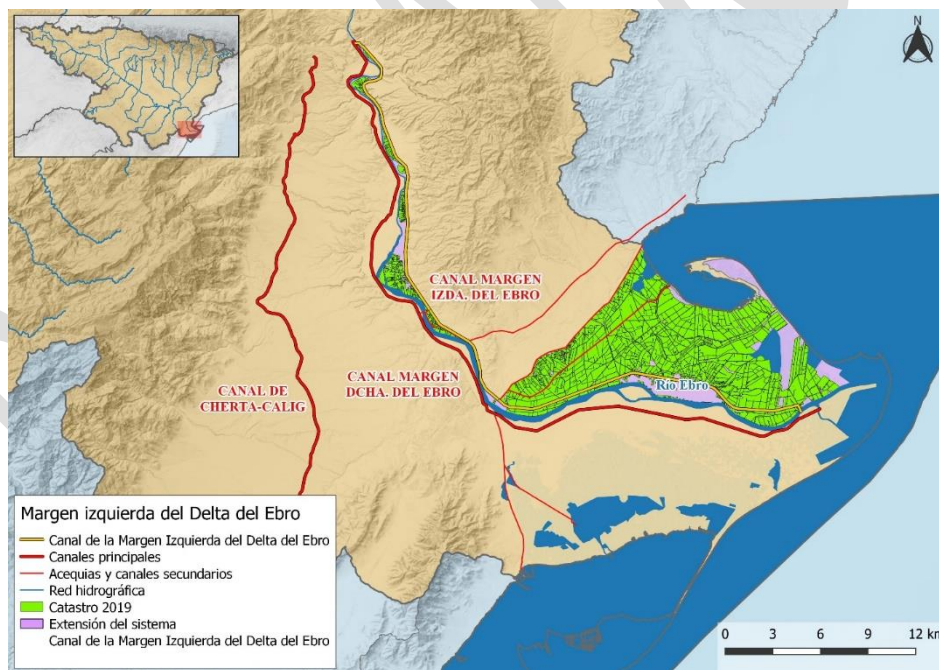 N
CANAL MARGEN
IZDA. DEL EBRO
CANAL MARGEN
DCHA. DEL EBRO
CANAL DE
CHERTA-CALIG
Río Ebro
Margen izquierda del Delta del Ebro
Canal de la Margen Izquierda del Delta del Ebro
Canales principales
Acequias y canales secundarios
Red hidrográfica
Catastro 2019
Extensión del sistema
Canal de la Margen Izquierda del Delta del Ebro
0 3 6 9 12 km